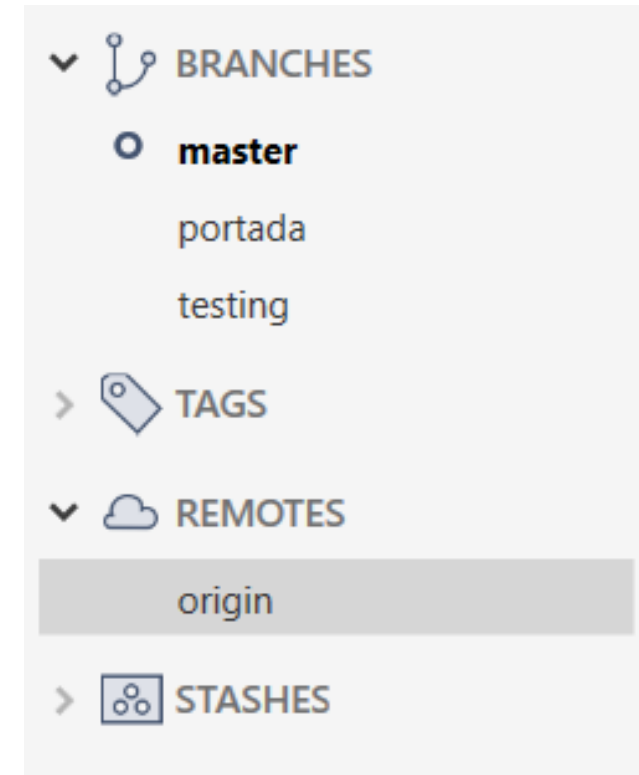 BRANCHES
master
portada
testing
TAGS
REMOTES
origin
STASHES